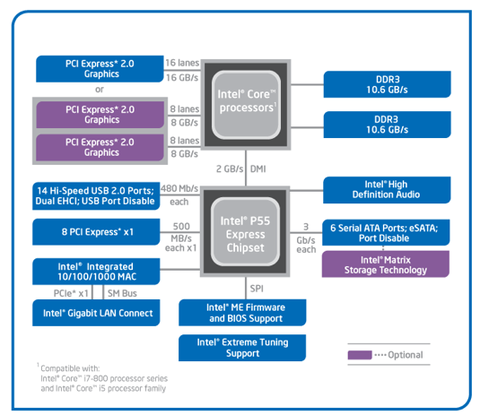 PCI Express* 2.0
Graphics
16 lanes
16 GB/s
or
PCI Express* 2.0
Graphics
8 lanes
8 GB/s
PCI Express* 2.0
Graphics
8 lanes
8 GB/s
Intel® Core™
processors¹
DDR3
10.6 GB/s
DDR3
10.6 GB/s
2 GB/s
DMI
14 Hi-Speed USB 2.0 Ports;
Dual EHCI; USB Port Disable
480 Mb/s
each
Intel® High
Definition Audio
Intel® P55
Express
Chipset
8 PCI Express* x1
500
MB/s
each x1
3
Gb/s
each
6 Serial ATA Ports; eSATA;
Port Disable
Intel® Matrix
Storage Technology
Intel® Integrated
10/100/1000 MAC
PCIe* x1
SM Bus
Intel® Gigabit LAN Connect
SPI
Intel® ME Firmware
and BIOS Support
Intel® Extreme Tuning
Support
Optional
¹ Compatible with:
Intel® Core™ i7-800 processor series
and Intel® Core™ i5 processor family